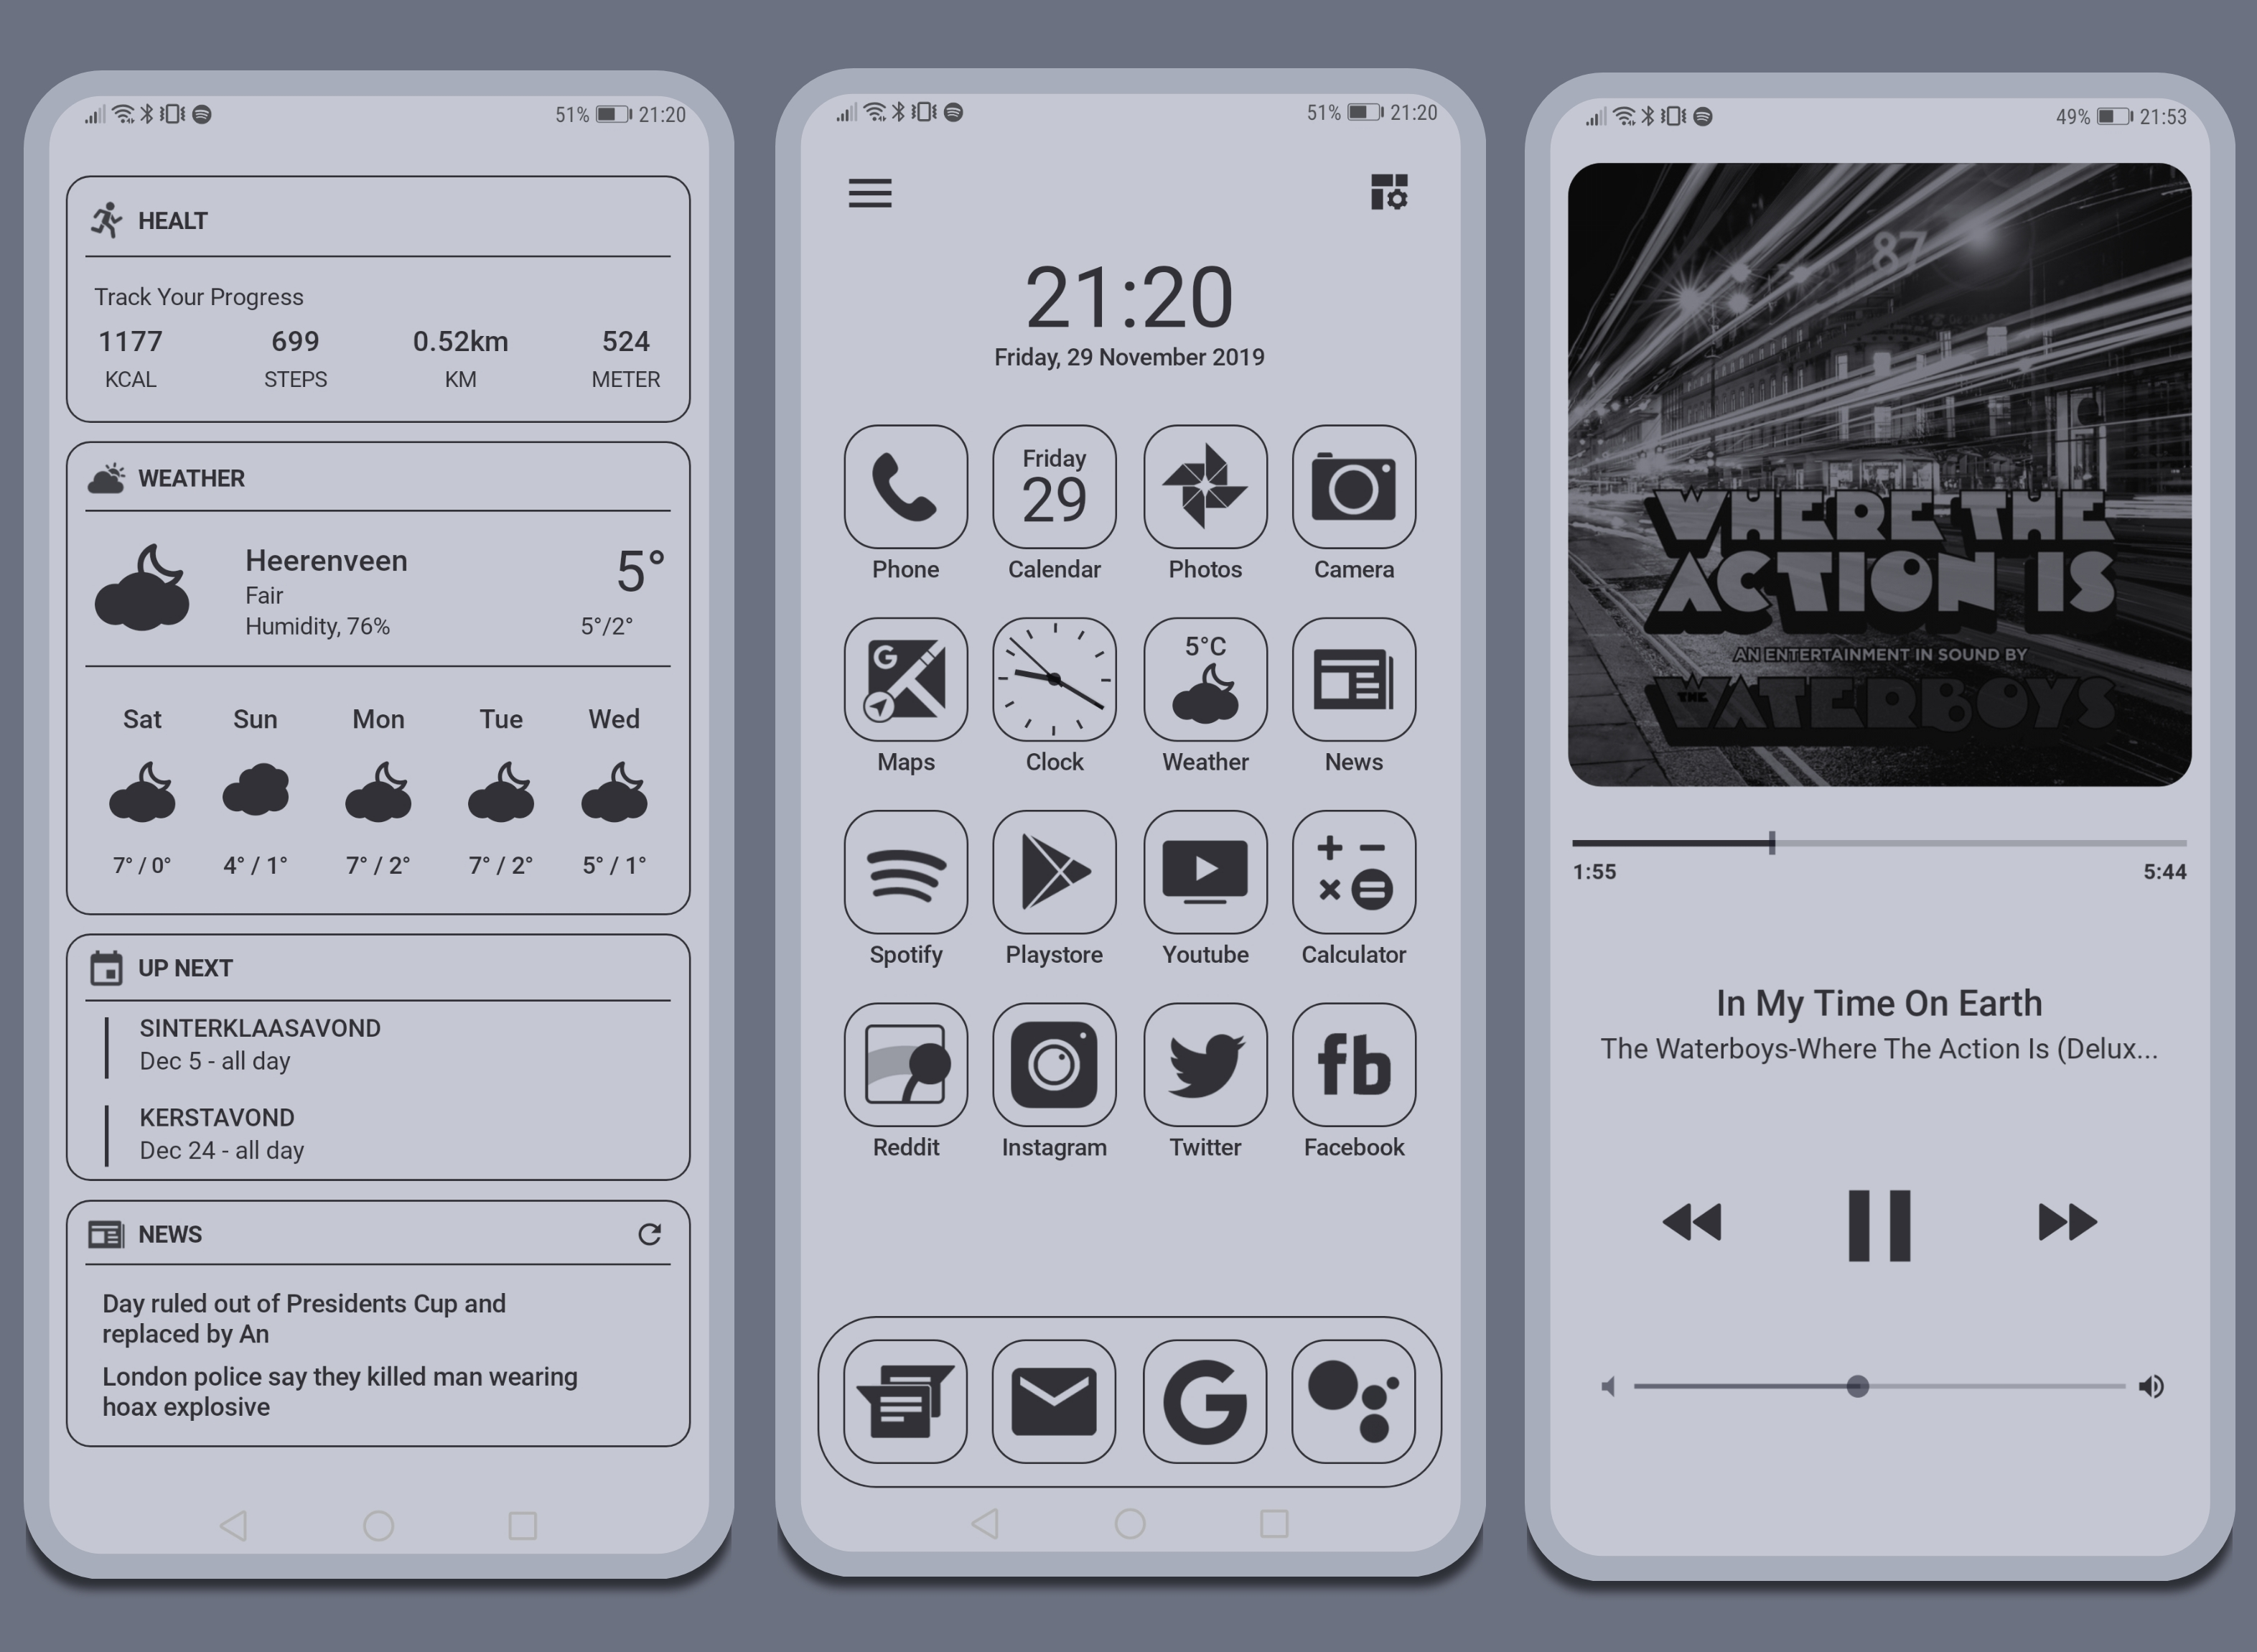 51% 21:20
HEALT
Track Your Progress
1177 699 0.52km 524
KCAL STEPS KM METER
WEATHER
Heerenveen 5°
Fair
Humidity, 76% 5°/2°
Sat Sun Mon Tue Wed
7° / 0° 4° / 1° 7° / 2° 7° / 2° 5° / 1°
UP NEXT
SINTERKLAASAVOND
Dec 5 - all day
KERSTAVOND
Dec 24 - all day
NEWS
Day ruled out of Presidents Cup and
replaced by An
London police say they killed man wearing
hoax explosive
51% 21:20
21:20
Friday, 29 November 2019
Friday
29
Phone Calendar Photos Camera
G 5°C
Maps Clock Weather News
Spotify Playstore Youtube Calculator
fb
Reddit Instagram Twitter Facebook
G
49% 21:53
87
WHERE THE
ACTION IS
AN ENTERTAINMENT IN SOUND BY
THE WATERBOYS
1:55 5:44
In My Time On Earth
The Waterboys-Where The Action Is (Delux...